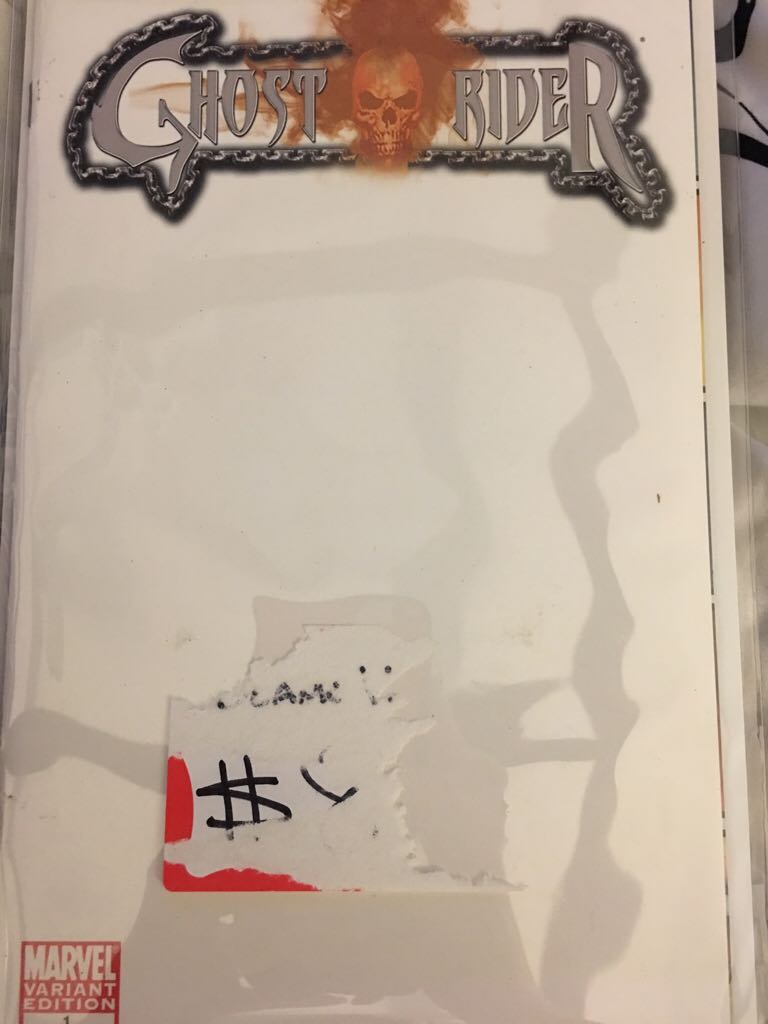 GHOST RIDER
$
MARVEL
VARIANT
EDITION
1